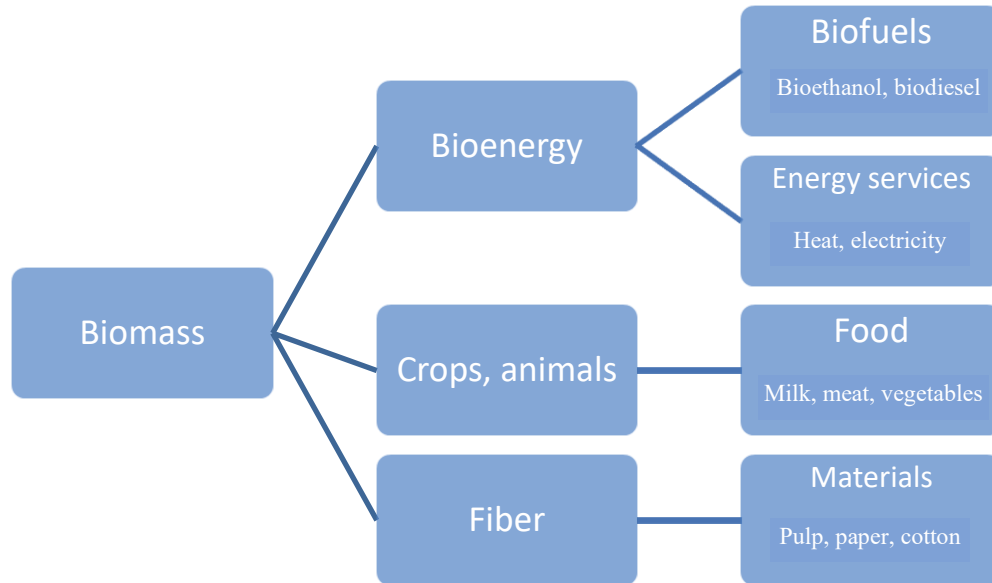 Biomass
Bioenergy
Biofuels
Bioethanol, biodiesel
Energy services
Heat, electricity
Crops, animals
Food
Milk, meat, vegetables
Fiber
Materials
Pulp, paper, cotton